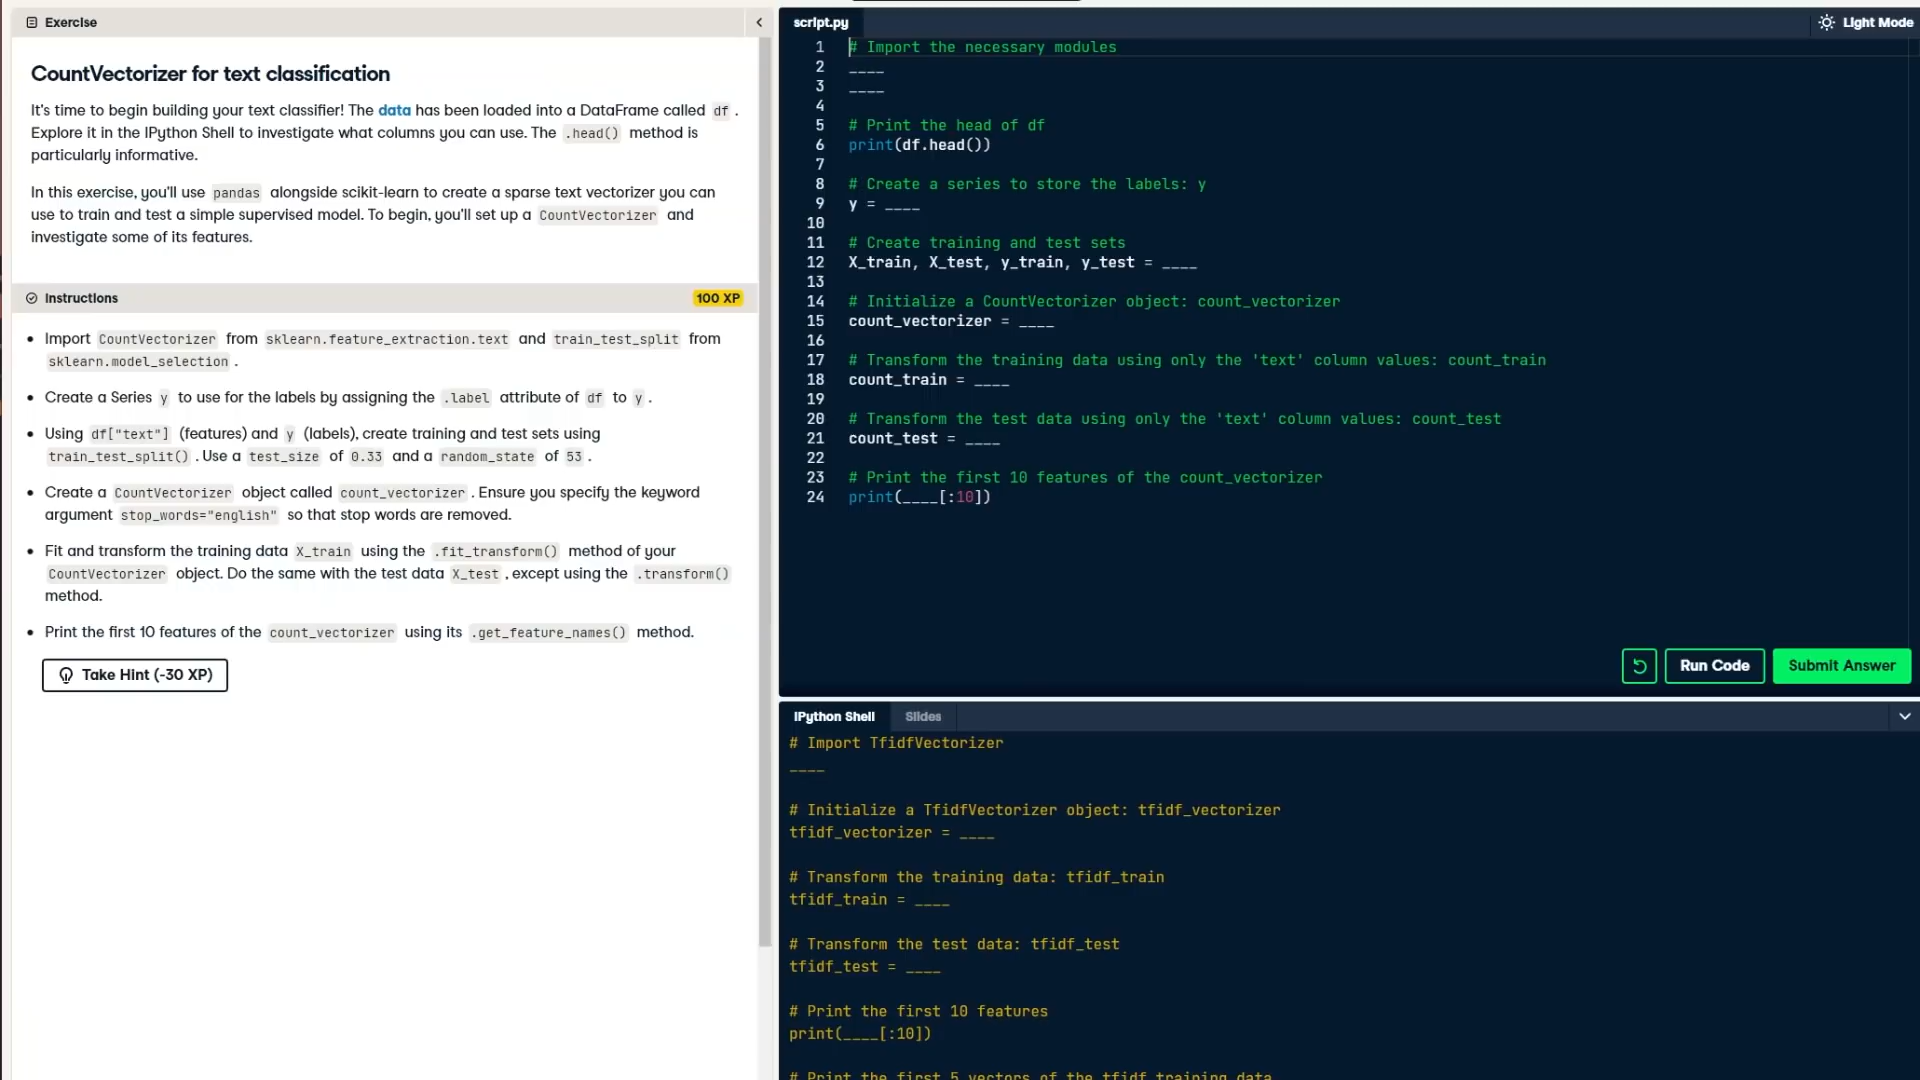 Exercise
CountVectorizer for text classification
It's time to begin building your text classifier! The data has been loaded into a DataFrame called df .
Explore it in the IPython Shell to investigate what columns you can use. The .head() method is
particularly informative.
In this exercise, you'll use pandas alongside scikit-learn to create a sparse text vectorizer you can
use to train and test a simple supervised model. To begin, you'll set up a CountVectorizer and
investigate some of its features.
Instructions
100 XP
• Import CountVectorizer from sklearn.feature_extraction.text and train_test_split from
sklearn.model_selection .
• Create a Series y to use for the labels by assigning the .label attribute of df to y .
• Using df["text"] (features) and y (labels), create training and test sets using
train_test_split() . Use a test_size of 0.33 and a random_state of 53 .
• Create a CountVectorizer object called count_vectorizer . Ensure you specify the keyword
argument stop_words="english" so that stop words are removed.
• Fit and transform the training data X_train using the .fit_transform() method of your
CountVectorizer object. Do the same with the test data X_test , except using the .transform()
method.
• Print the first 10 features of the count_vectorizer using its .get_feature_names() method.
Take Hint (-30 XP)
script.py
Light Mode
1 # Import the necessary modules
2 ____
3 ____
4
5 # Print the head of df
6 print(df.head())
7
8 # Create a series to store the labels: y
9 y = ____
10
11 # Create training and test sets
12 X_train, X_test, y_train, y_test = ____
13
14 # Initialize a CountVectorizer object: count_vectorizer
15 count_vectorizer = ____
16
17 # Transform the training data using only the 'text' column values: count_train
18 count_train = ____
19
20 # Transform the test data using only the 'text' column values: count_test
21 count_test = ____
22
23 # Print the first 10 features of the count_vectorizer
24 print(____[:10])
Run Code
Submit Answer
IPython Shell
Slides
# Import TfidfVectorizer
____
# Initialize a TfidfVectorizer object: tfidf_vectorizer
tfidf_vectorizer = ____
# Transform the training data: tfidf_train
tfidf_train = ____
# Transform the test data: tfidf_test
tfidf_test = ____
# Print the first 10 features
print(____[:10])
# Print the first 5 vectors of the tfidf training data